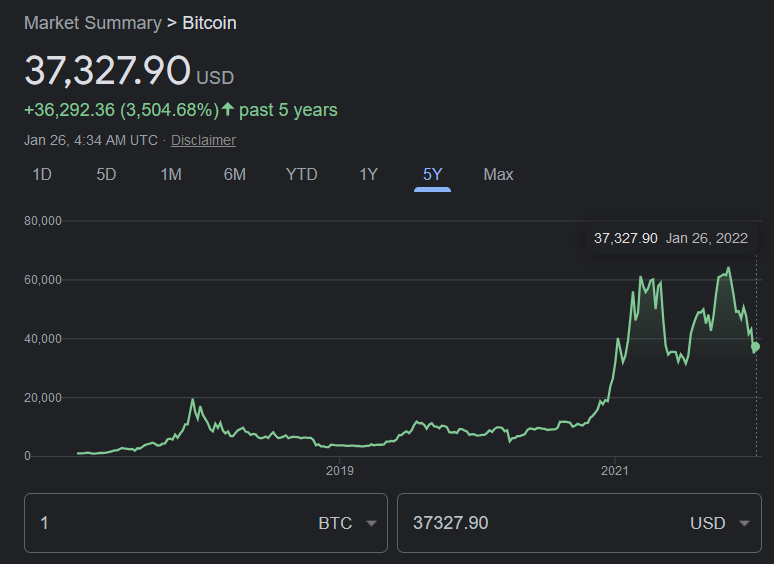 Market Summary > Bitcoin
37,327.90 USD
+36,292.36 (3,504.68%)↑ past 5 years
Jan 26, 4:34 AM UTC · Disclaimer
1D 5D 1M 6M YTD 1Y 5Y Max
80,000
37,327.90 Jan 26, 2022
60,000
40,000
20,000
0
2019 2021
1 BTC 37327.90 USD